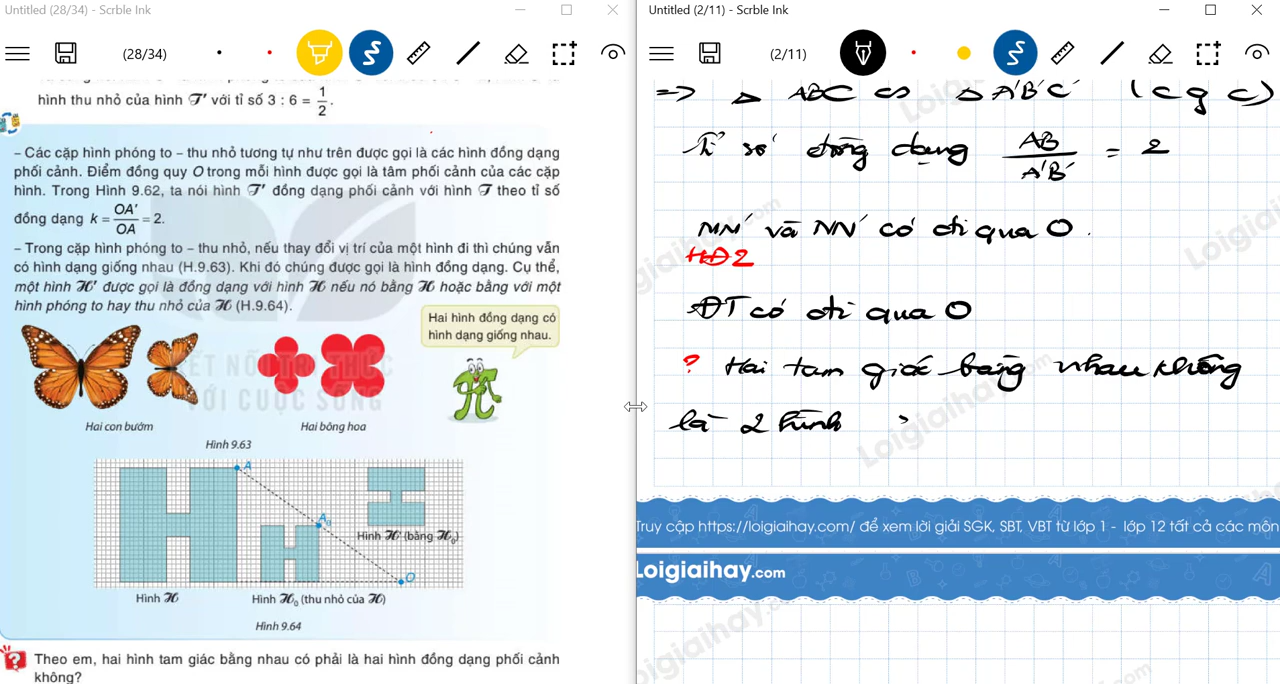 Untitled (28/34) - Scrble Ink
(28/34)
hình thu nhỏ của hình 𝒯' với tỉ số 3 : 6 = 1/2.
– Các cặp hình phóng to – thu nhỏ tương tự như trên được gọi là các hình đồng dạng
phối cảnh. Điểm đồng quy O trong mỗi hình được gọi là tâm phối cảnh của các cặp
hình. Trong Hình 9.62, ta nói hình 𝒯' đồng dạng phối cảnh với hình 𝒯 theo tỉ số
đồng dạng k = OA'/OA = 2.
– Trong cặp hình phóng to – thu nhỏ, nếu thay đổi vị trí của một hình đi thì chúng vẫn
có hình dạng giống nhau (H.9.63). Khi đó chúng được gọi là hình đồng dạng. Cụ thể,
một hình ℋ' được gọi là đồng dạng với hình ℋ nếu nó bằng ℋ hoặc bằng với một
hình phóng to hay thu nhỏ của ℋ (H.9.64).
Hai hình đồng dạng có
hình dạng giống nhau.
KẾT NỐI TRI THỨC
VỚI CUỘC SỐNG
Hai con bướm
Hai bông hoa
Hình 9.63
A
A₀
O
Hình ℋ' (bằng ℋ₀)
Hình ℋ
Hình ℋ₀ (thu nhỏ của ℋ)
Hình 9.64
Theo em, hai hình tam giác bằng nhau có phải là hai hình đồng dạng phối cảnh
không?
Untitled (2/11) - Scrble Ink
(2/11)
=> Δ ABC ∽ Δ A'B'C' (c g c)
Tỉ số đồng dạng AB/A'B' = 2
MM' và NN' có đi qua O.
HĐ2
ĐT có đi qua O
? Hai tam giác bằng nhau không
là 2 hình
Truy cập https://loigiaihay.com/ để xem lời giải SGK, SBT, VBT từ lớp 1 - lớp 12 tất cả các môn
Loigiaihay.com